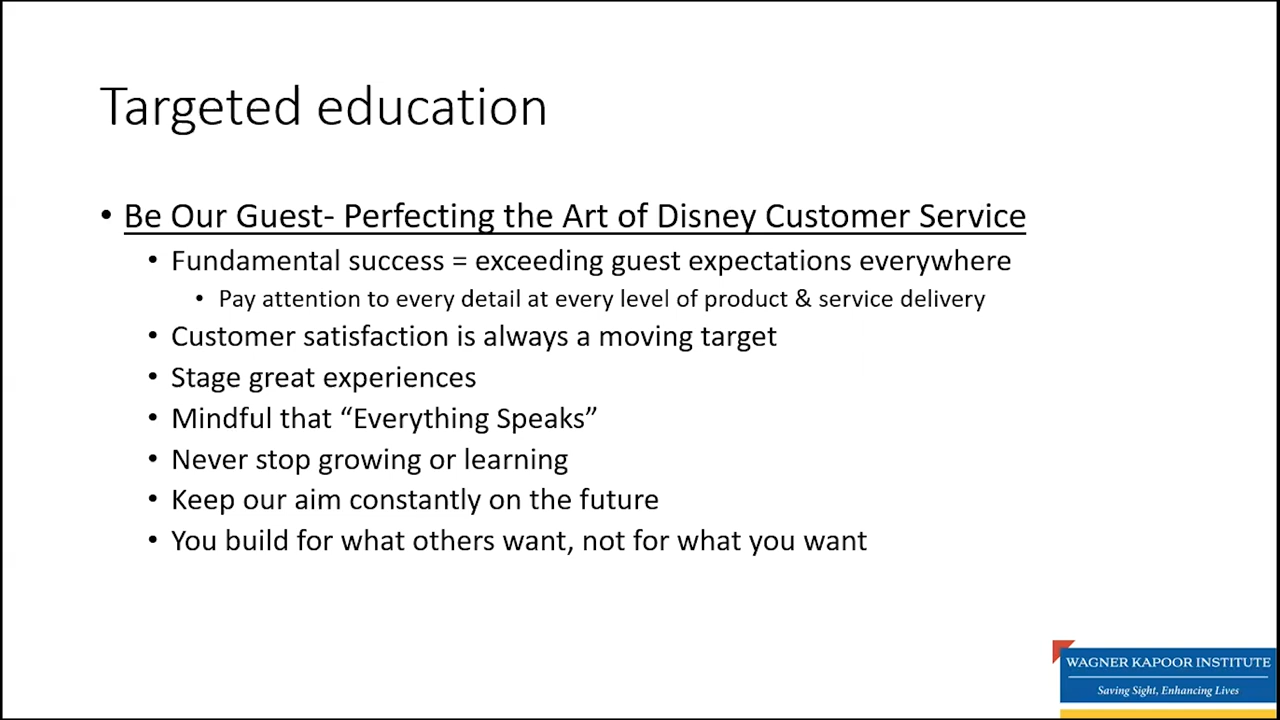 Targeted education
• Be Our Guest- Perfecting the Art of Disney Customer Service
• Fundamental success = exceeding guest expectations everywhere
• Pay attention to every detail at every level of product & service delivery
• Customer satisfaction is always a moving target
• Stage great experiences
• Mindful that “Everything Speaks”
• Never stop growing or learning
• Keep our aim constantly on the future
• You build for what others want, not for what you want
WAGNER KAPOOR INSTITUTE
Saving Sight, Enhancing Lives